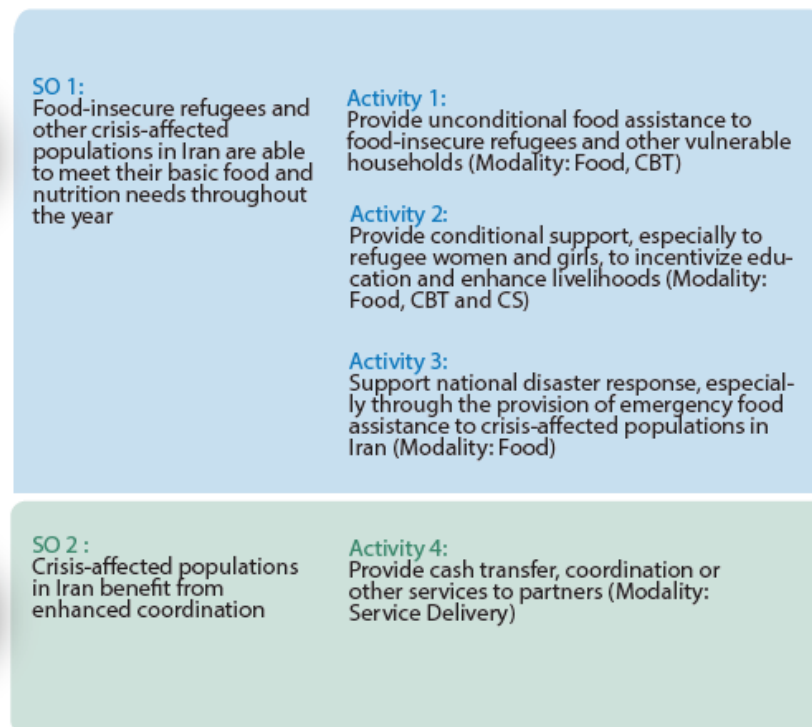 SO 1:
Food-insecure refugees and
other crisis-affected
populations in Iran are able
to meet their basic food and
nutrition needs throughout
the year
Activity 1:
Provide unconditional food assistance to
food-insecure refugees and other vulnerable
households (Modality: Food, CBT)
Activity 2:
Provide conditional support, especially to
refugee women and girls, to incentivize edu-
cation and enhance livelihoods (Modality:
Food, CBT and CS)
Activity 3:
Support national disaster response, especial-
ly through the provision of emergency food
assistance to crisis-affected populations in
Iran (Modality: Food)
SO 2 :
Crisis-affected populations
in Iran benefit from
enhanced coordination
Activity 4:
Provide cash transfer, coordination or
other services to partners (Modality:
Service Delivery)